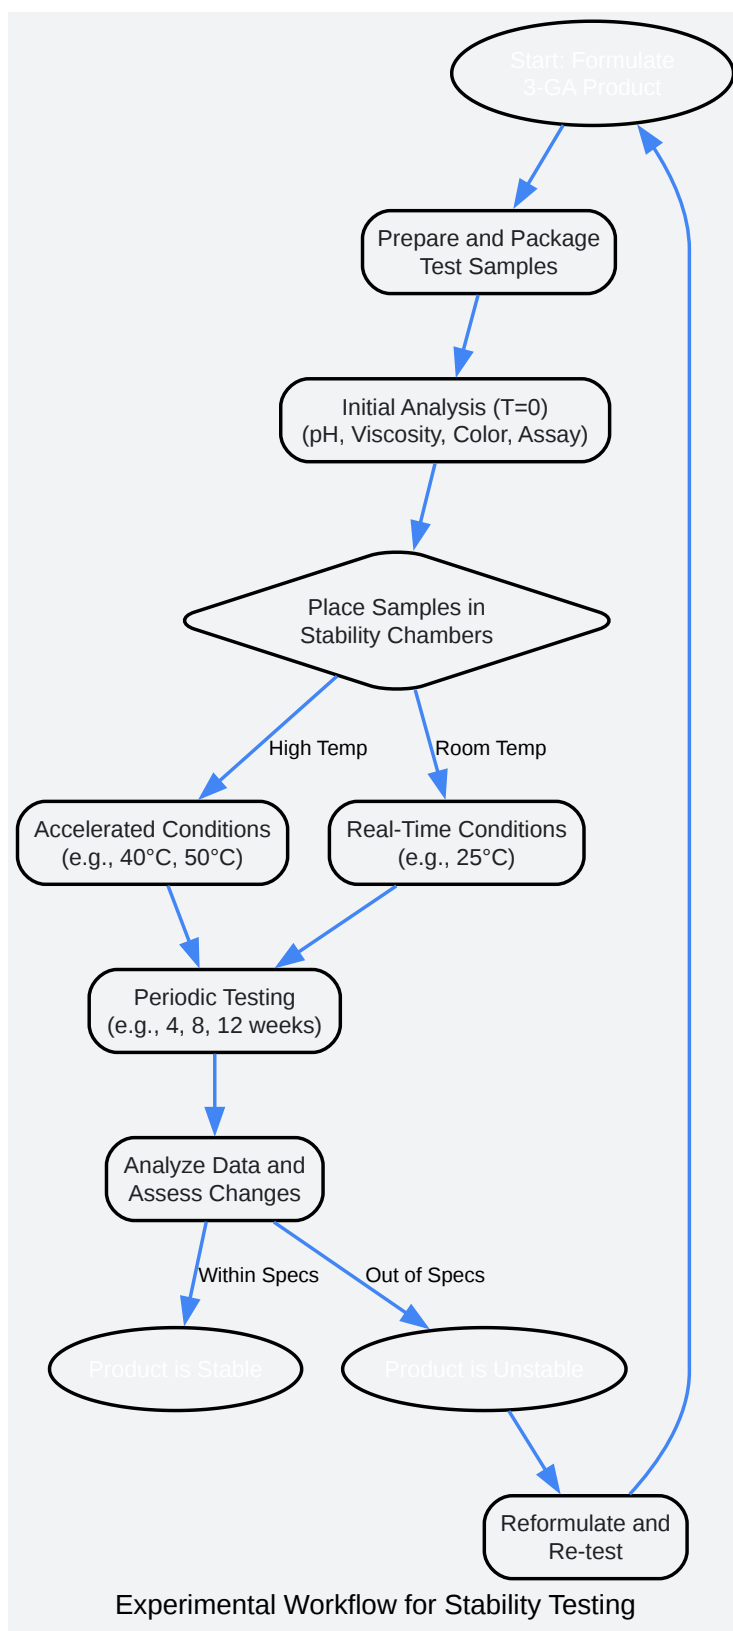 Start: Formulate
3-GA Product
Prepare and Package
Test Samples
Initial Analysis (T=0)
(pH, Viscosity, Color, Assay)
Place Samples in
Stability Chambers
High Temp
Room Temp
Accelerated Conditions
(e.g., 40°C, 50°C)
Real-Time Conditions
(e.g., 25°C)
Periodic Testing
(e.g., 4, 8, 12 weeks)
Analyze Data and
Assess Changes
Within Specs
Out of Specs
Product is Stable
Product is Unstable
Reformulate and
Re-test
Experimental Workflow for Stability Testing